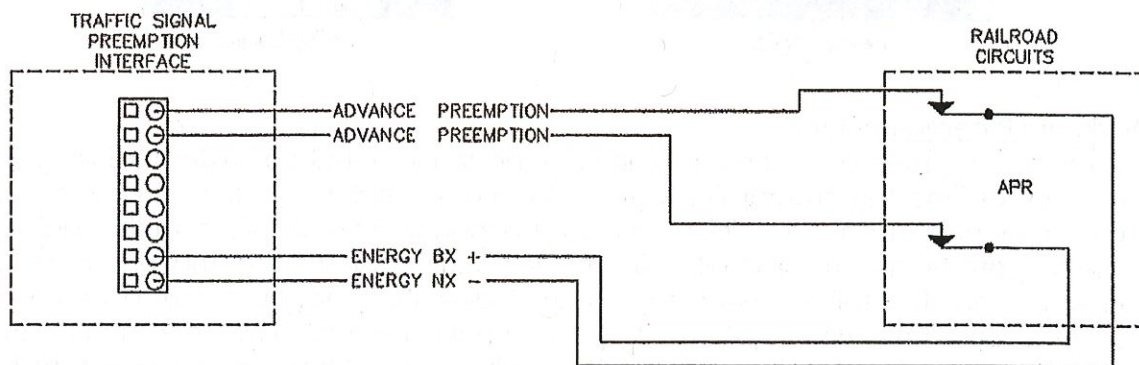 TRAFFIC SIGNAL
PREEMPTION
INTERFACE
RAILROAD
CIRCUITS
ADVANCE PREEMPTION
ADVANCE PREEMPTION
APR
ENERGY BX +
ENERGY NX -